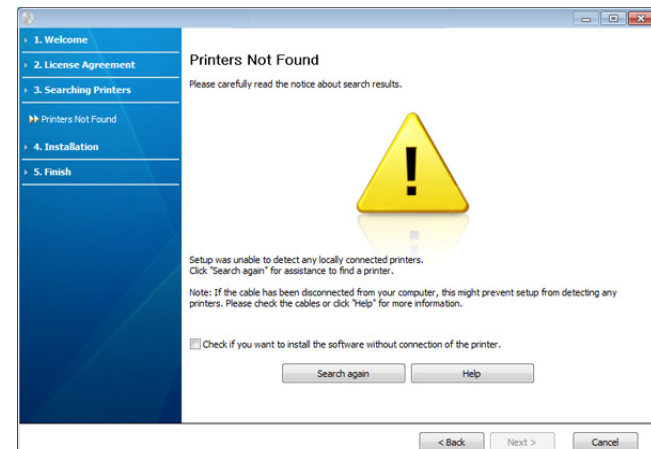 1. Welcome
2. License Agreement
3. Searching Printers
Printers Not Found
4. Installation
5. Finish
Printers Not Found
Please carefully read the notice about search results.
Setup was unable to detect any locally connected printers.
Click "Search again" for assistance to find a printer.
Note: If the cable has been disconnected from your computer, this might prevent setup from detecting any
printers. Please check the cables or click "Help" for more information.
Check if you want to install the software without connection of the printer.
Search again
Help
< Back
Next >
Cancel